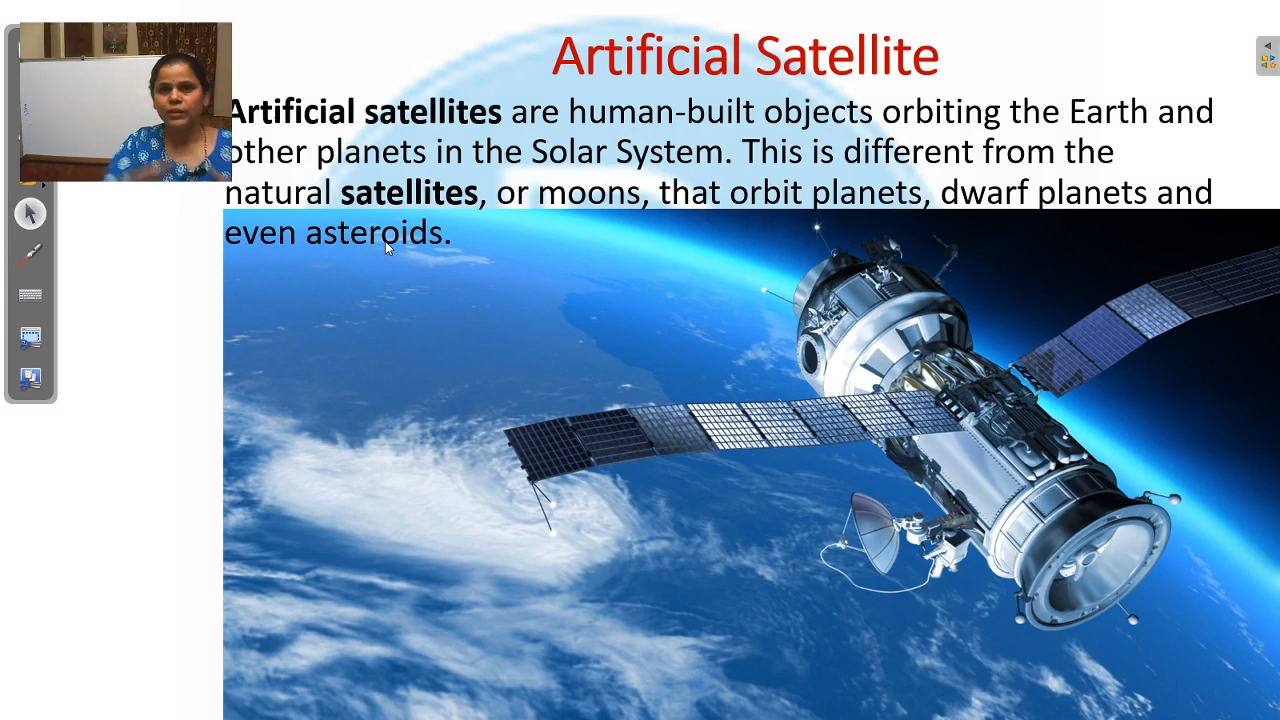 Artificial Satellite
Artificial satellites are human-built objects orbiting the Earth and
other planets in the Solar System. This is different from the
natural satellites, or moons, that orbit planets, dwarf planets and
even asteroids.